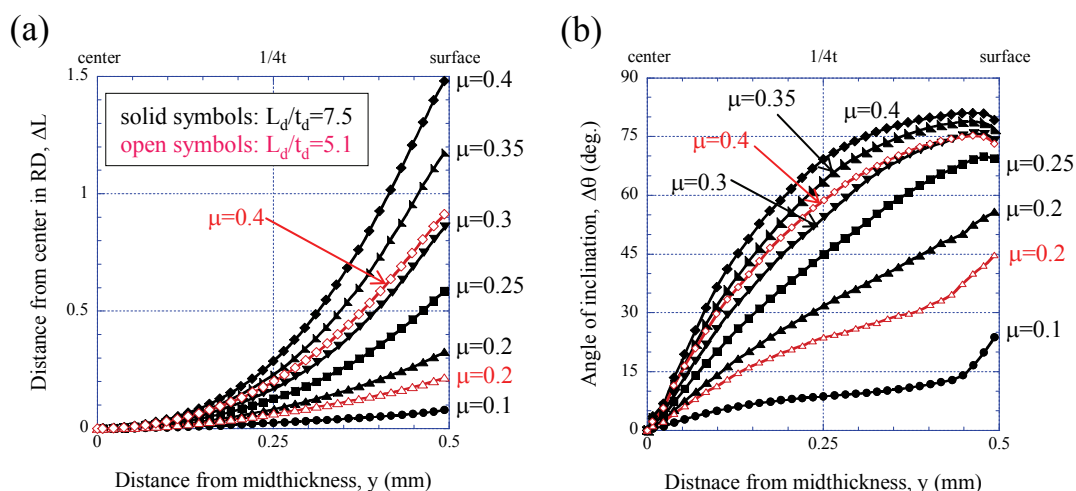 (a)
center
1/4t
surface
1.5
1
0.5
0
0
0.25
0.5
Distance from center in RD, ΔL
Distance from midthickness, y (mm)
solid symbols: Ld/td=7.5
open symbols: Ld/td=5.1
μ=0.4
μ=0.35
μ=0.4
μ=0.3
μ=0.25
μ=0.2
μ=0.2
μ=0.1
(b)
center
1/4t
surface
90
75
60
45
30
15
0
0
0.25
0.5
Angle of inclination, Δθ (deg.)
Distnace from midthickness, y (mm)
μ=0.35
μ=0.4
μ=0.4
μ=0.3
μ=0.25
μ=0.2
μ=0.2
μ=0.1